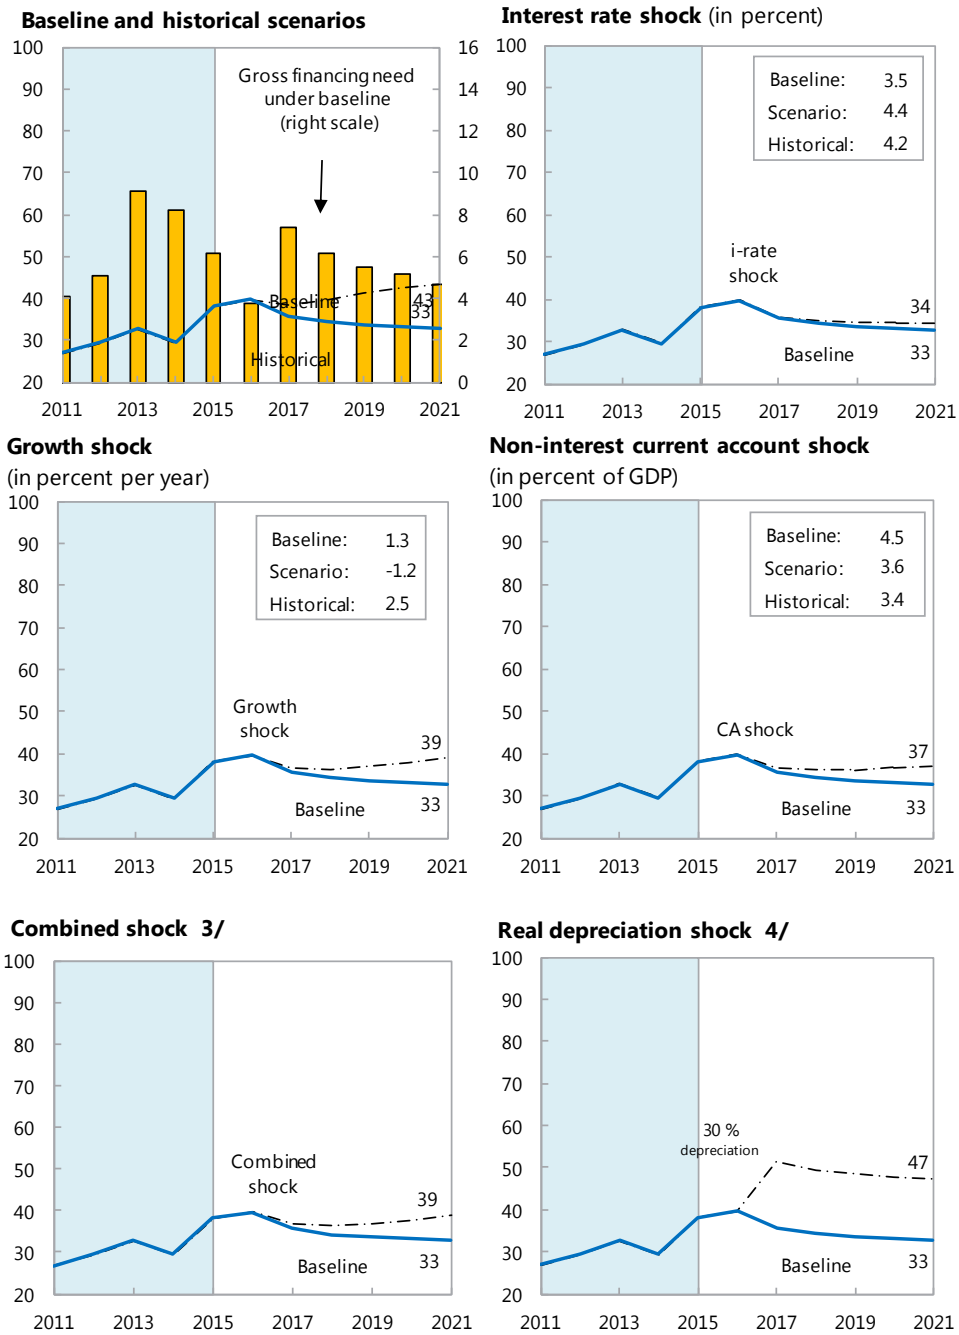 Baseline and historical scenarios
100
90
80
70
60
50
40
30
20
16
14
12
10
8
6
4
2
0
Gross financing need
under baseline
(right scale)
Baseline
43
33
Historical
2011 2013 2015 2017 2019 2021
Interest rate shock (in percent)
100
90
80
70
60
50
40
30
20
Baseline: 3.5
Scenario: 4.4
Historical: 4.2
i-rate
shock
34
Baseline
33
2011 2013 2015 2017 2019 2021
Growth shock
(in percent per year)
100
90
80
70
60
50
40
30
20
Baseline: 1.3
Scenario: -1.2
Historical: 2.5
Growth
shock
39
Baseline
33
2011 2013 2015 2017 2019 2021
Non-interest current account shock
(in percent of GDP)
100
90
80
70
60
50
40
30
20
Baseline: 4.5
Scenario: 3.6
Historical: 3.4
CA shock
37
Baseline
33
2011 2013 2015 2017 2019 2021
Combined shock 3/
100
90
80
70
60
50
40
30
20
Combined
shock
39
Baseline
33
2011 2013 2015 2017 2019 2021
Real depreciation shock 4/
100
90
80
70
60
50
40
30
20
30 %
depreciation
47
Baseline
33
2011 2013 2015 2017 2019 2021